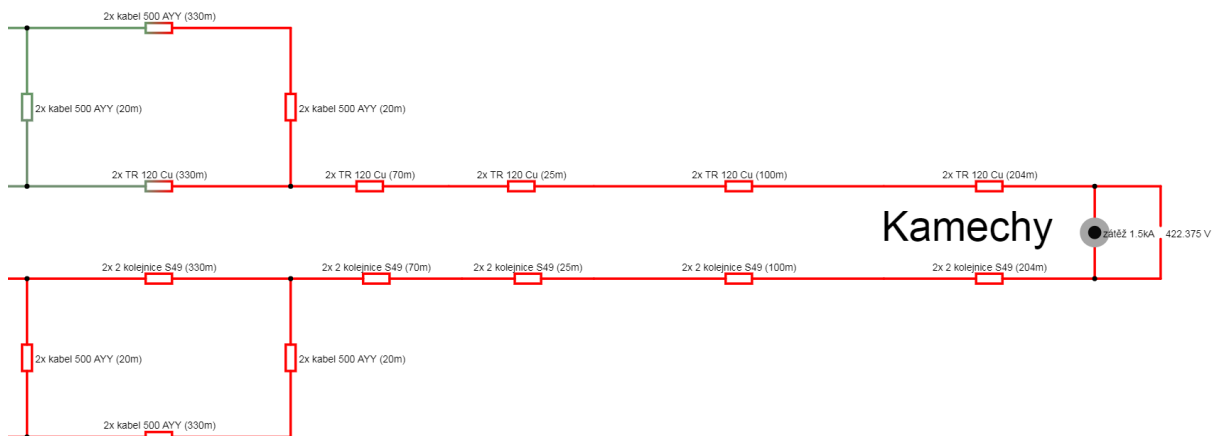 2x kabel 500 AYY (330m)
2x kabel 500 AYY (20m)
2x kabel 500 AYY (20m)
2x TR 120 Cu (330m)
2x TR 120 Cu (70m)
2x TR 120 Cu (25m)
2x TR 120 Cu (100m)
2x TR 120 Cu (204m)
Kamechy
zátěž 1.5kA
422.375 V
2x 2 kolejnice S49 (330m)
2x 2 kolejnice S49 (70m)
2x 2 kolejnice S49 (25m)
2x 2 kolejnice S49 (100m)
2x 2 kolejnice S49 (204m)
2x kabel 500 AYY (20m)
2x kabel 500 AYY (20m)
2x kabel 500 AYY (330m)